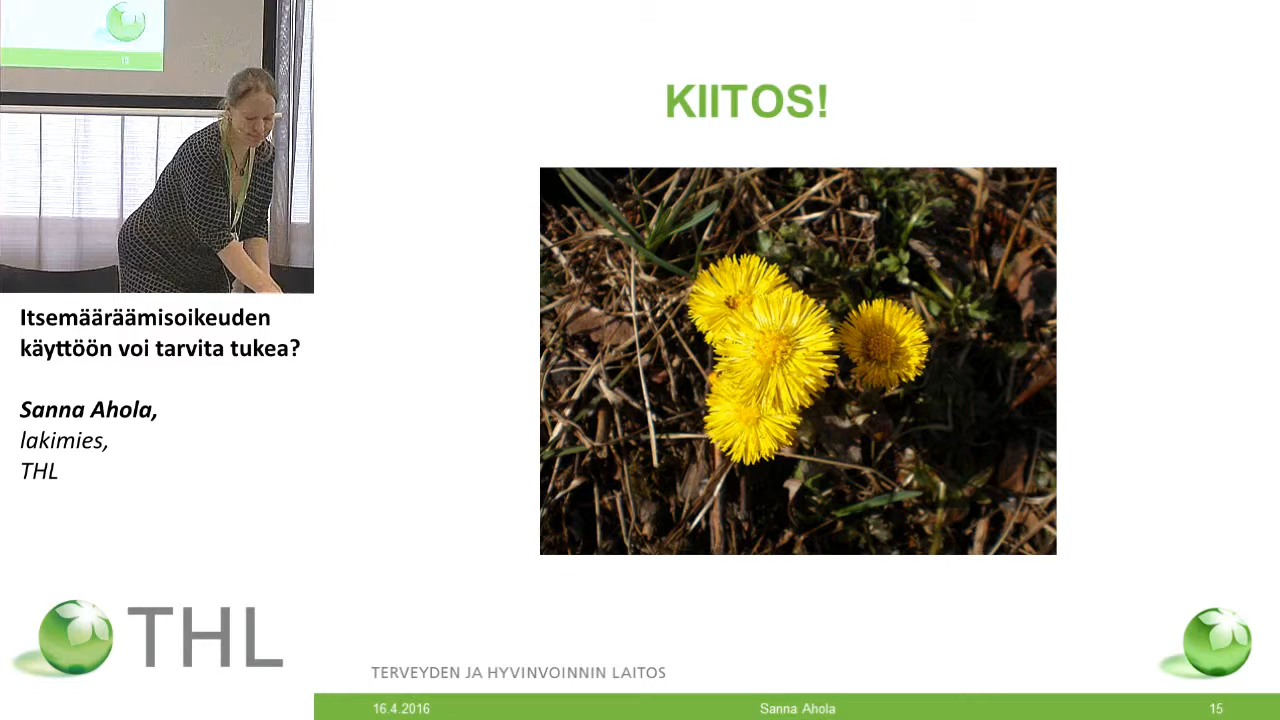 Itsemääräämisoikeuden
käyttöön voi tarvita tukea?
Sanna Ahola,
lakimies,
THL
THL
KIITOS!
TERVEYDEN JA HYVINVOINNIN LAITOS
16.4.2016
Sanna Ahola
15